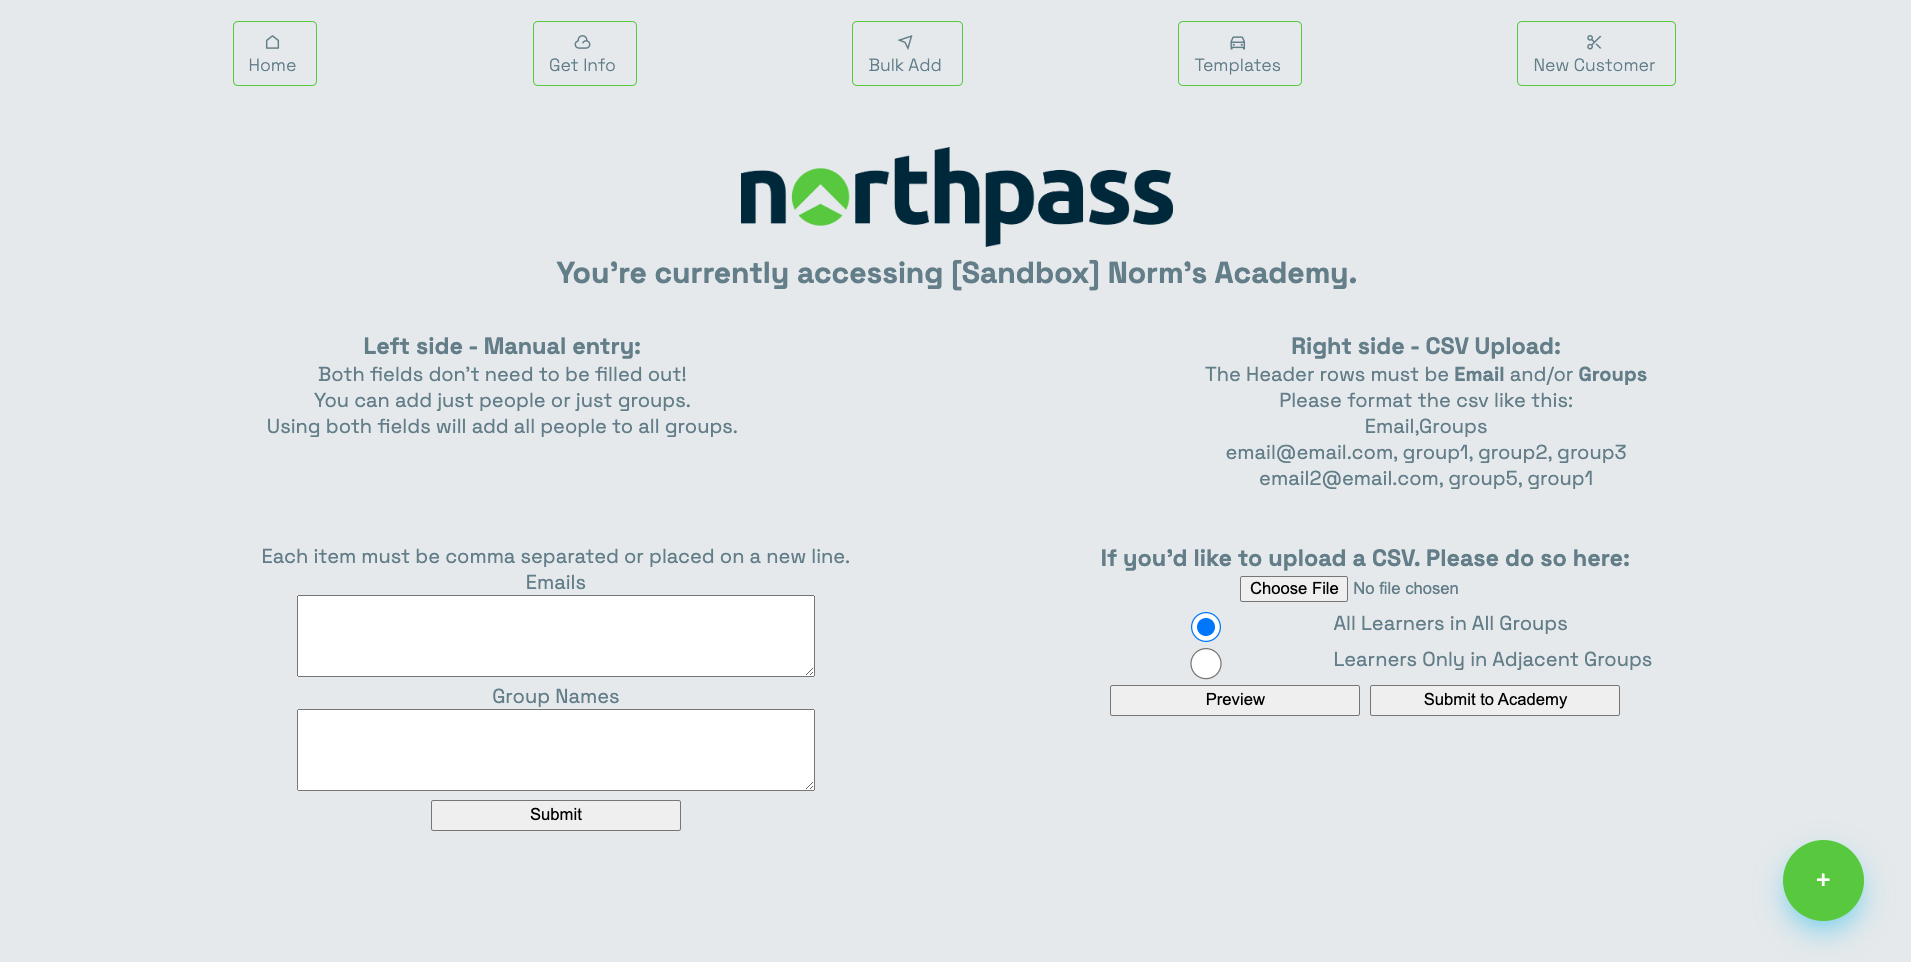 Home
Get Info
Bulk Add
Templates
New Customer
northpass
You're currently accessing [Sandbox] Norm's Academy.
Left side - Manual entry:
Both fields don't need to be filled out!
You can add just people or just groups.
Using both fields will add all people to all groups.
Right side - CSV Upload:
The Header rows must be Email and/or Groups
Please format the csv like this:
Email,Groups
email@email.com, group1, group2, group3
email2@email.com, group5, group1
Each item must be comma separated or placed on a new line.
Emails
Group Names
Submit
If you'd like to upload a CSV. Please do so here:
Choose File No file chosen
All Learners in All Groups
Learners Only in Adjacent Groups
Preview
Submit to Academy
+